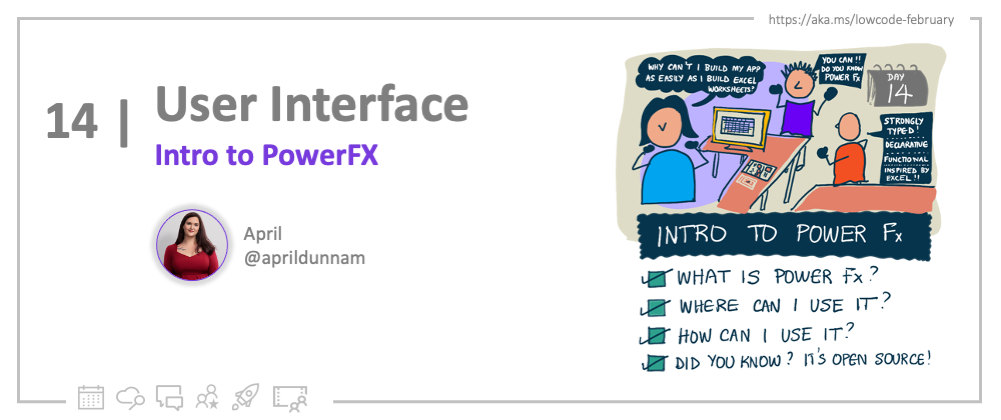 https://aka.ms/lowcode-february
14 |
User Interface
Intro to PowerFX
April
@aprildunnam
WHY CAN'T I BUILD MY APP
AS EASILY AS I BUILD EXCEL
WORKSHEETS?
YOU CAN!!
DO YOU KNOW
POWER Fx
DAY
14
STRONGLY
TYPED!
DECLARATIVE
FUNCTIONAL
INSPIRED BY
EXCEL!!
INTRO TO POWER Fx
WHAT IS POWER Fx?
WHERE CAN I USE IT?
HOW CAN I USE IT?
DID YOU KNOW? IT'S OPEN SOURCE!